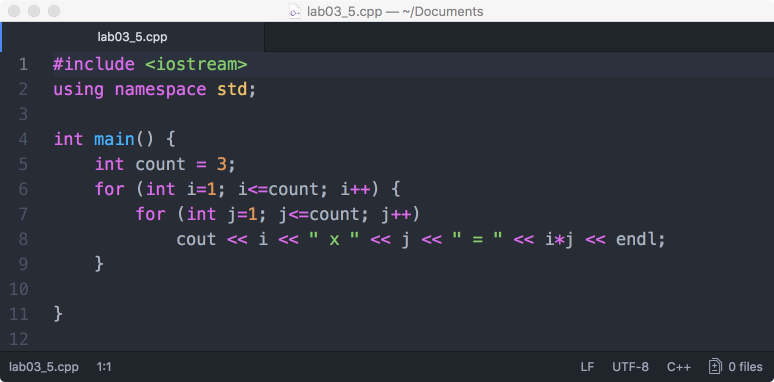 lab03_5.cpp — ~/Documents
lab03_5.cpp
1 #include <iostream>
2 using namespace std;
3
4 int main() {
5     int count = 3;
6     for (int i=1; i<=count; i++) {
7         for (int j=1; j<=count; j++)
8             cout << i << " x " << j << " = " << i*j << endl;
9     }
10
11 }
12
lab03_5.cpp 1:1 LF UTF-8 C++ 0 files